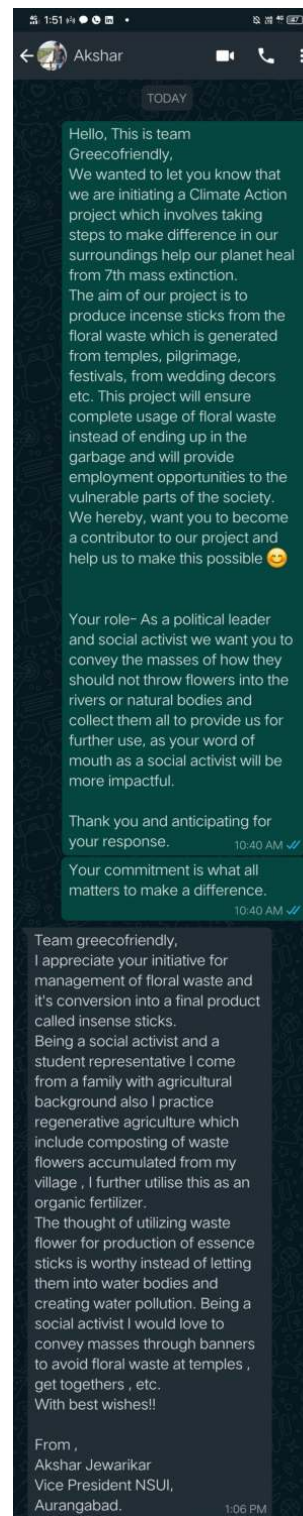 1:51
Akshar
TODAY
Hello, This is team
Greecofriendly,
We wanted to let you know that
we are initiating a Climate Action
project which involves taking
steps to make difference in our
surroundings help our planet heal
from 7th mass extinction.
The aim of our project is to
produce incense sticks from the
floral waste which is generated
from temples, pilgrimage,
festivals, from wedding decors
etc. This project will ensure
complete usage of floral waste
instead of ending up in the
garbage and will provide
employment opportunities to the
vulnerable parts of the society.
We hereby, want you to become
a contributor to our project and
help us to make this possible 😊
Your role- As a political leader
and social activist we want you to
convey the masses of how they
should not throw flowers into the
rivers or natural bodies and
collect them all to provide us for
further use, as your word of
mouth as a social activist will be
more impactful.
Thank you and anticipating for
your response. 10:40 AM
Your commitment is what all
matters to make a difference.
10:40 AM
Team greecofriendly,
I appreciate your initiative for
management of floral waste and
it's conversion into a final product
called insense sticks.
Being a social activist and a
student representative I come
from a family with agricultural
background also I practice
regenerative agriculture which
include composting of waste
flowers accumulated from my
village , I further utilise this as an
organic fertilizer.
The thought of utilizing waste
flower for production of essence
sticks is worthy instead of letting
them into water bodies and
creating water pollution. Being a
social activist I would love to
convey masses through banners
to avoid floral waste at temples ,
get togethers , etc.
With best wishes!!
From ,
Akshar Jewarikar
Vice President NSUI,
Aurangabad. 1:06 PM